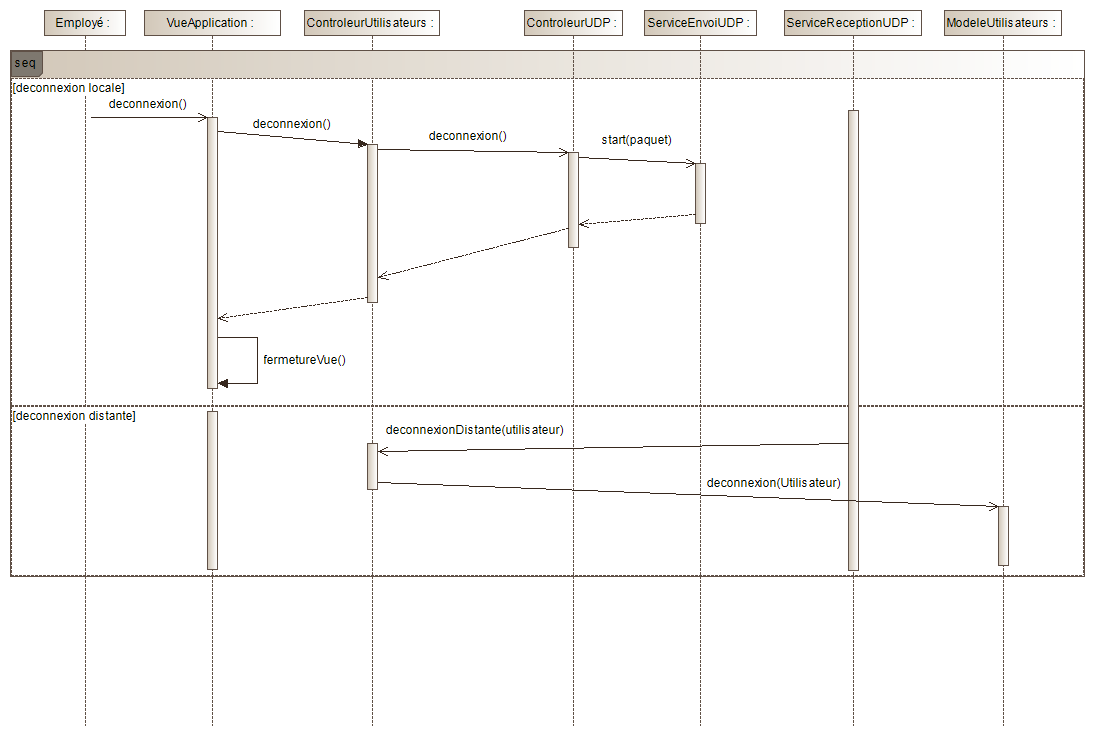 Employé :
VueApplication :
ControleurUtilisateurs :
ControleurUDP :
ServiceEnvoiUDP :
ServiceReceptionUDP :
ModeleUtilisateurs :
seq
[deconnexion locale]
deconnexion()
deconnexion()
deconnexion()
start(paquet)
fermetureVue()
[deconnexion distante]
deconnexionDistante(utilisateur)
deconnexion(Utilisateur)